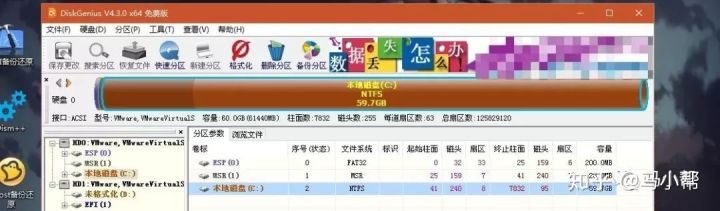 DiskGenius V4.3.0 x64 免费版
文件(F) 硬盘(D) 分区(P) 工具(T) 查看(V) 帮助(H)
保存更改 搜索分区 恢复文件 快速分区 新建分区 格式化 删除分区 备份分区
数据丢失怎么办
本地磁盘(C:)
NTFS
59.7GB
硬盘 0
接口:ACSI 型号:VMware,VMwareVirtualS 容量:60.0GB(61440MB) 柱面数:7832 磁头数:255 每道扇区数:63 总扇区数:125829120
HD0:VMware,VMwareVirtualS
ESP(0)
MSR(1)
本地磁盘(C:)
HD1:VMware,VMwareVirtualS
未格式化(D:)
EFI(1)
分区参数 浏览文件
卷标 序号(状态) 文件系统 起始柱面 磁头 扇区 终止柱面 磁头 扇区 容量
ESP(0) 0 FAT32 0 32 33 25 159 6 200.0MB
MSR(1) 1 MSR 25 159 7 41 240
本地磁盘(C:) 2 NTFS 41 240 8 7832 95 59.7GB
备份还原
Dism++
ost备份还
原
知乎 @马小帮